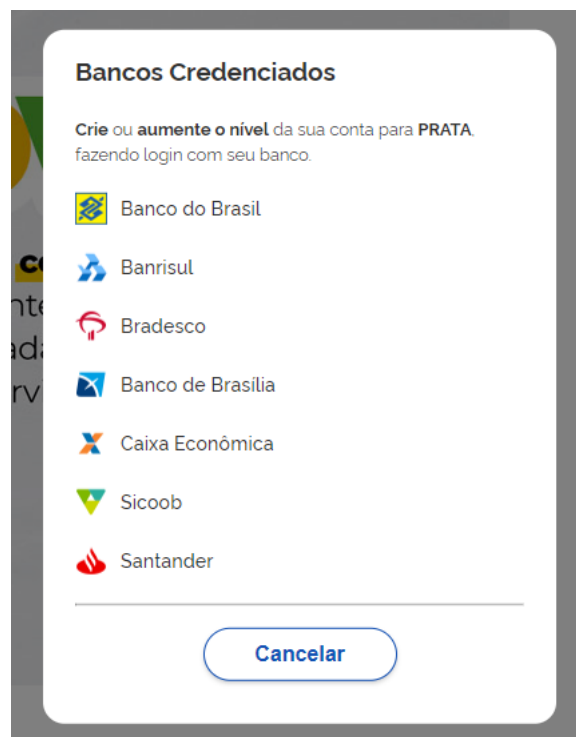 Bancos Credenciados
Crie ou aumente o nível da sua conta para PRATA,
fazendo login com seu banco.
Banco do Brasil
Banrisul
Bradesco
Banco de Brasília
Caixa Econômica
Sicoob
Santander
Cancelar